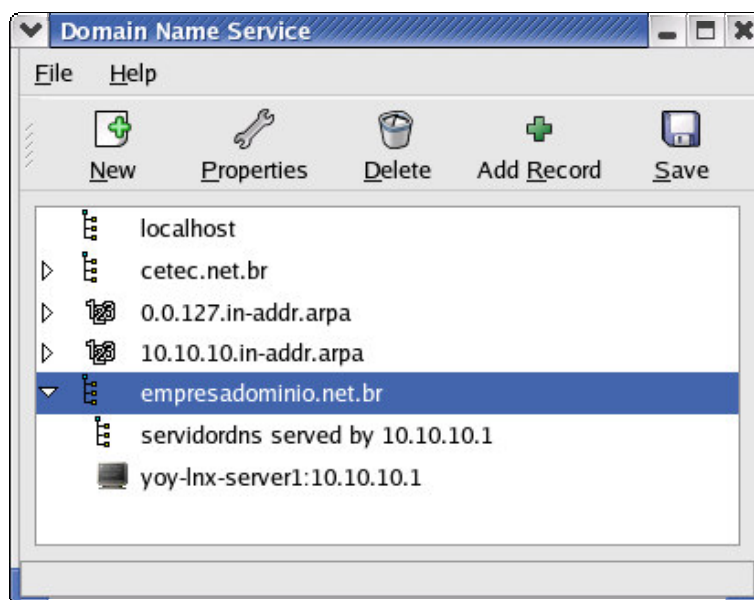 Domain Name Service
File Help
New Properties Delete Add Record Save
localhost
cetec.net.br
0.0.127.in-addr.arpa
10.10.10.in-addr.arpa
empresadominio.net.br
servidordns served by 10.10.10.1
yoy-lnx-server1:10.10.10.1